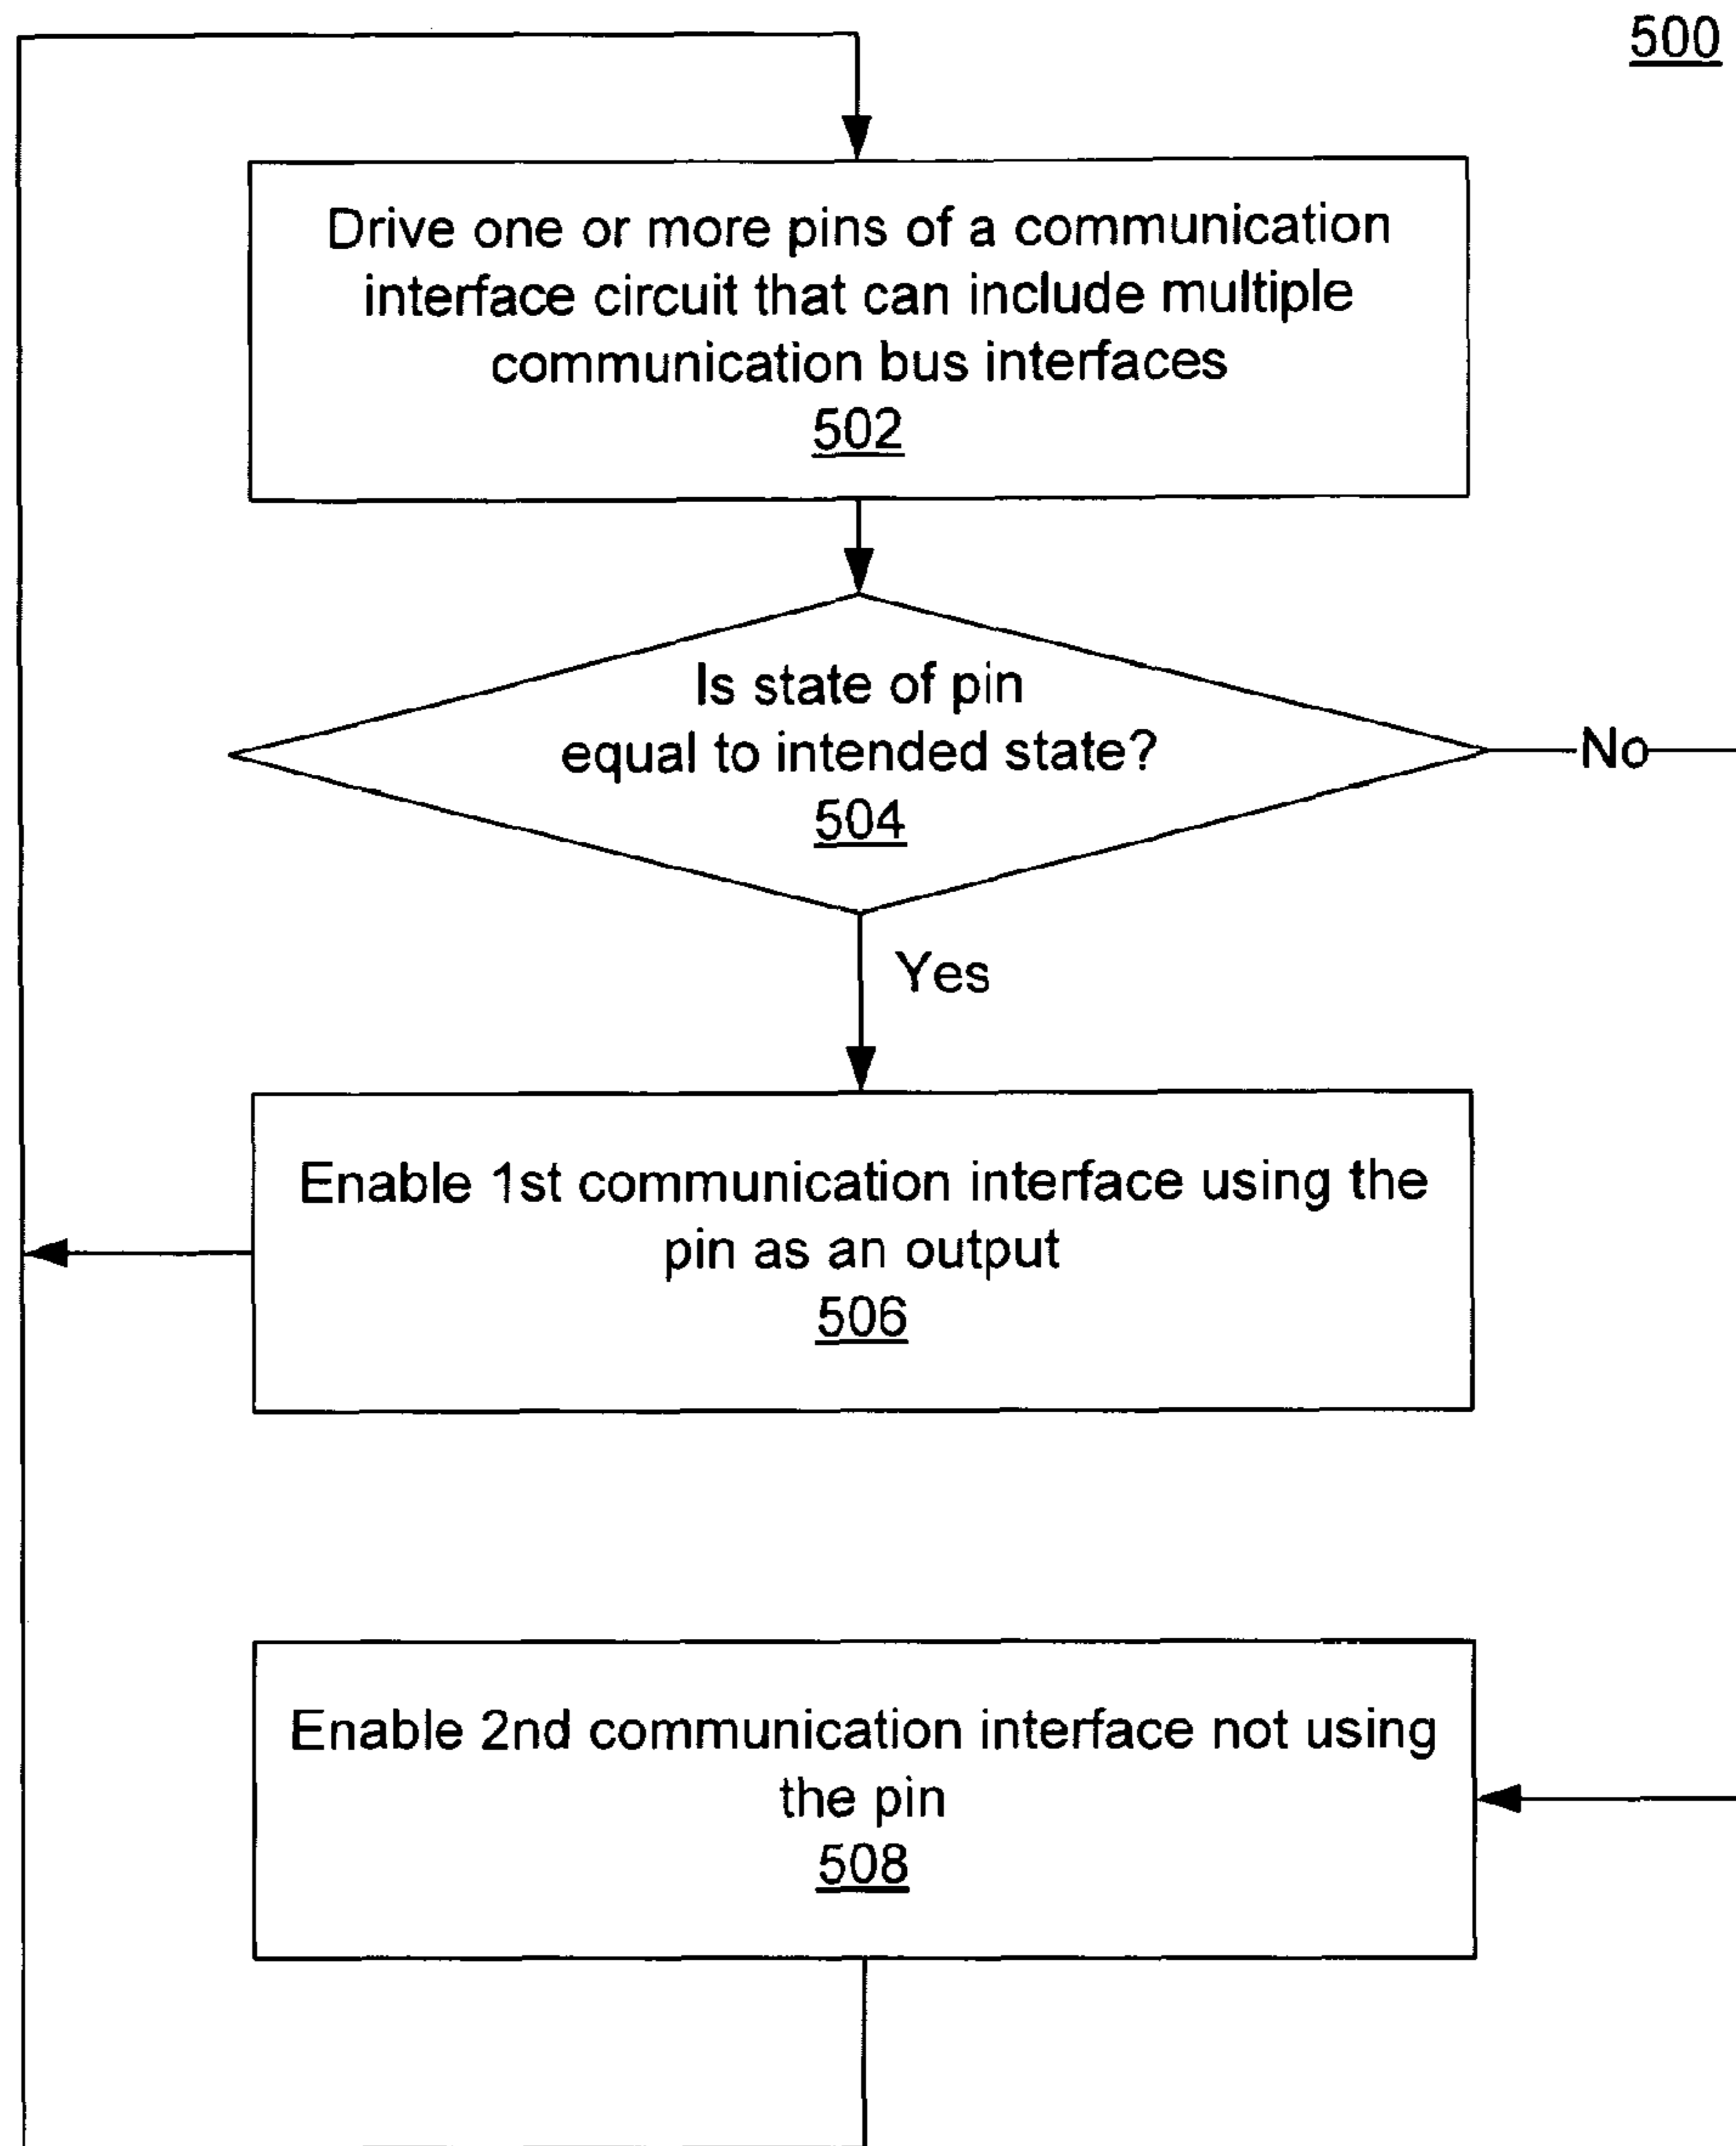 500
Drive one or more pins of a communication
interface circuit that can include multiple
communication bus interfaces
502
Is state of pin
equal to intended state?
504
No
Yes
Enable 1st communication interface using the
pin as an output
506
Enable 2nd communication interface not using
the pin
508